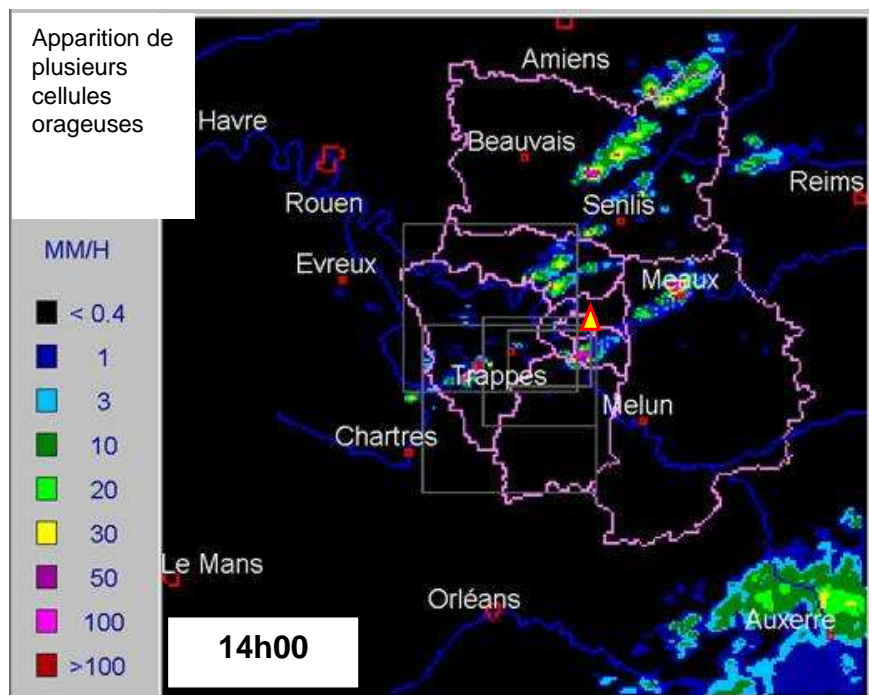 Apparition de
plusieurs
cellules
orageuses
Amiens
Havre
Beauvais
Reims
Rouen
Senlis
MM/H
Evreux
Meaux
< 0.4
1
3
Trappes
Melun
10
Chartres
20
30
50
Le Mans
Orléans
100
Auxerre
14h00
>100